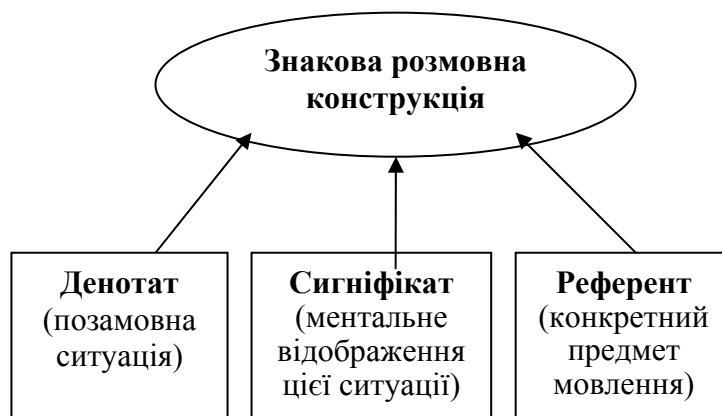 Знакова розмовна
конструкція
Денотат
(позамовна
ситуація)
Сигніфікат
(ментальне
відображення
цієї ситуації)
Референт
(конкретний
предмет
мовлення)